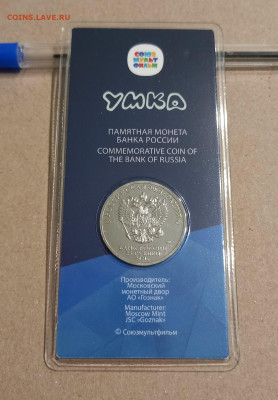 COINS.LAVE.RU
СОЮЗ
МУЛЬТ
ФИЛЬМ
УМКА
ПАМЯТНАЯ МОНЕТА
БАНКА РОССИИ
COMMEMORATIVE COIN OF
THE BANK OF RUSSIA
Производитель:
Московский
монетный двор
АО «Гознак»
Manufacturer:
Moscow Mint
JSC «Goznak»
© Союзмультфильм